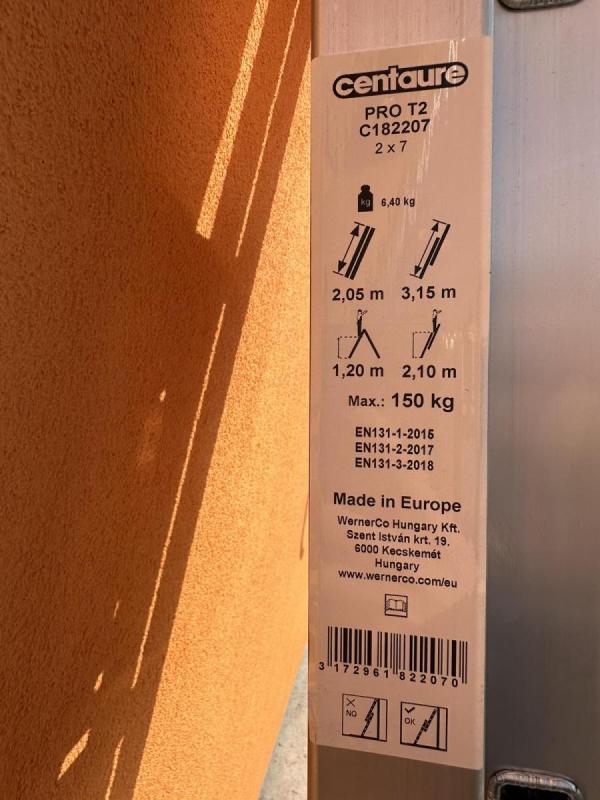 centaure
PRO T2
C182207
2 x 7
kg 6,40 kg
2,05 m 3,15 m
1,20 m 2,10 m
Max.: 150 kg
EN131-1-2015
EN131-2-2017
EN131-3-2018
Made in Europe
WernerCo Hungary Kft.
Szent István krt. 19.
6000 Kecskemét
Hungary
www.wernerco.com/eu
3 172961 822070
NO OK